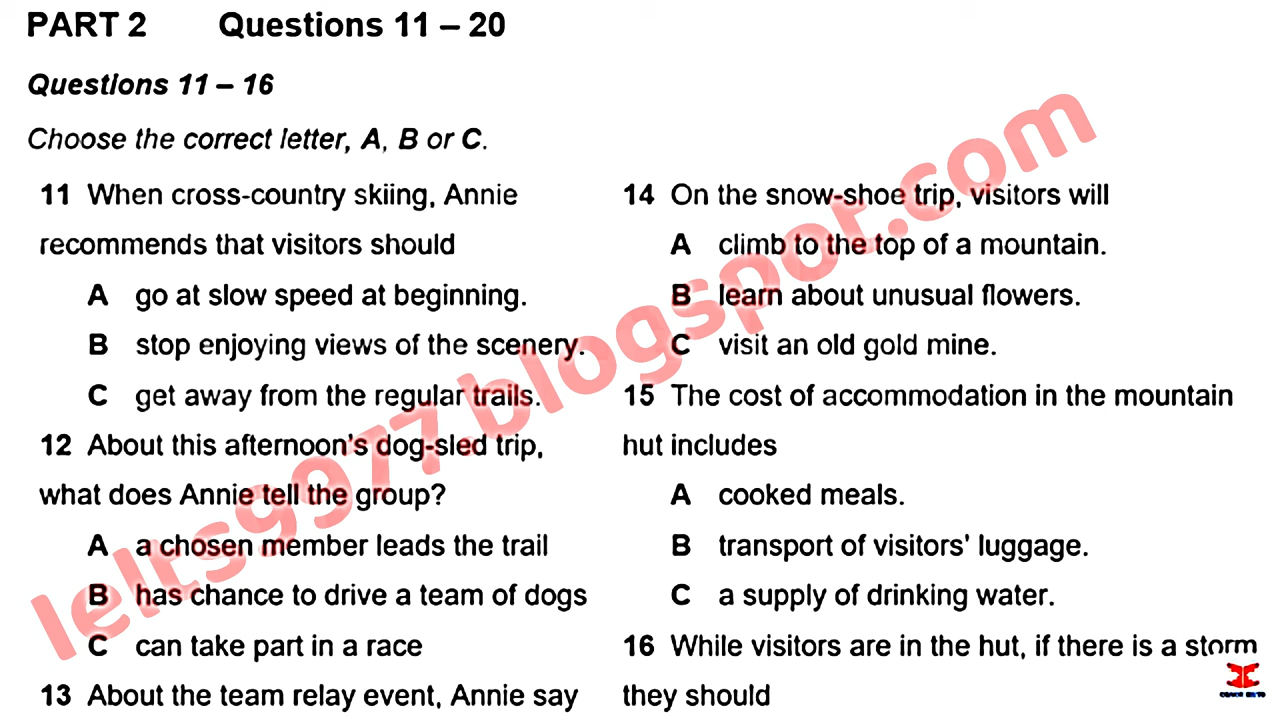 PART 2 Questions 11 – 20
Questions 11 – 16
Choose the correct letter, A, B or C.
11 When cross-country skiing, Annie
recommends that visitors should
A go at slow speed at beginning.
B stop enjoying views of the scenery.
C get away from the regular trails.
12 About this afternoon's dog-sled trip,
what does Annie tell the group?
A a chosen member leads the trail
B has chance to drive a team of dogs
C can take part in a race
13 About the team relay event, Annie say
14 On the snow-shoe trip, visitors will
A climb to the top of a mountain.
B learn about unusual flowers.
C visit an old gold mine.
15 The cost of accommodation in the mountain
hut includes
A cooked meals.
B transport of visitors' luggage.
C a supply of drinking water.
16 While visitors are in the hut, if there is a storm
they should
Ielts9977.blogspot.com